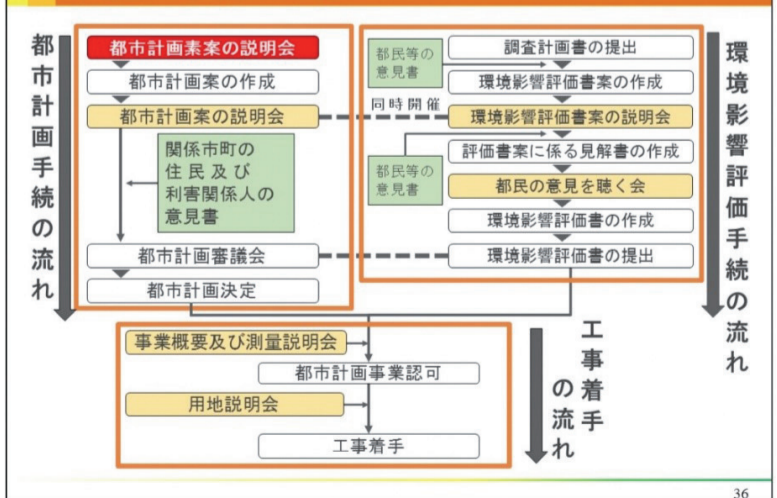 都市計画手続の流れ
都市計画素案の説明会
都市計画案の作成
都市計画案の説明会
関係市町の
住民及び
利害関係人の
意見書
都市計画審議会
都市計画決定
同時開催
都民等の
意見書
調査計画書の提出
環境影響評価書案の作成
環境影響評価書案の説明会
都民等の
意見書
評価書案に係る見解書の作成
都民の意見を聴く会
環境影響評価書の作成
環境影響評価書の提出
環境影響評価手続の流れ
事業概要及び測量説明会
都市計画事業認可
用地説明会
工事着手
工事着手
の流れ
36